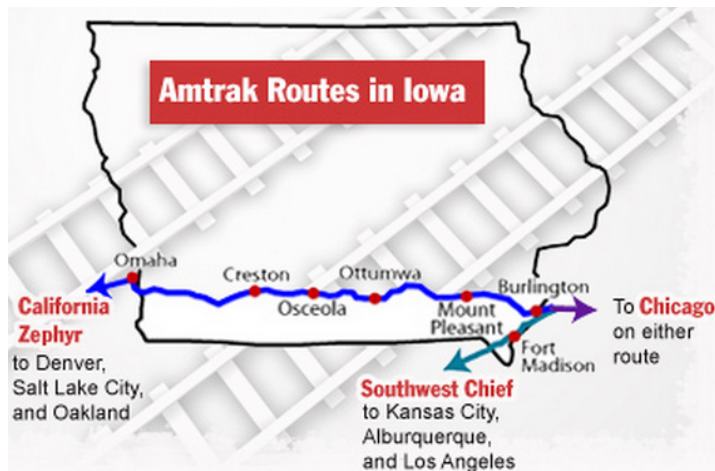 Amtrak Routes in Iowa
Omaha
Creston
Osceola
Ottumwa
Mount
Pleasant
Burlington
Fort
Madison
California
Zephyr
to Denver,
Salt Lake City,
and Oakland
Southwest Chief
to Kansas City,
Alburquerque,
and Los Angeles
To Chicago
on either
route